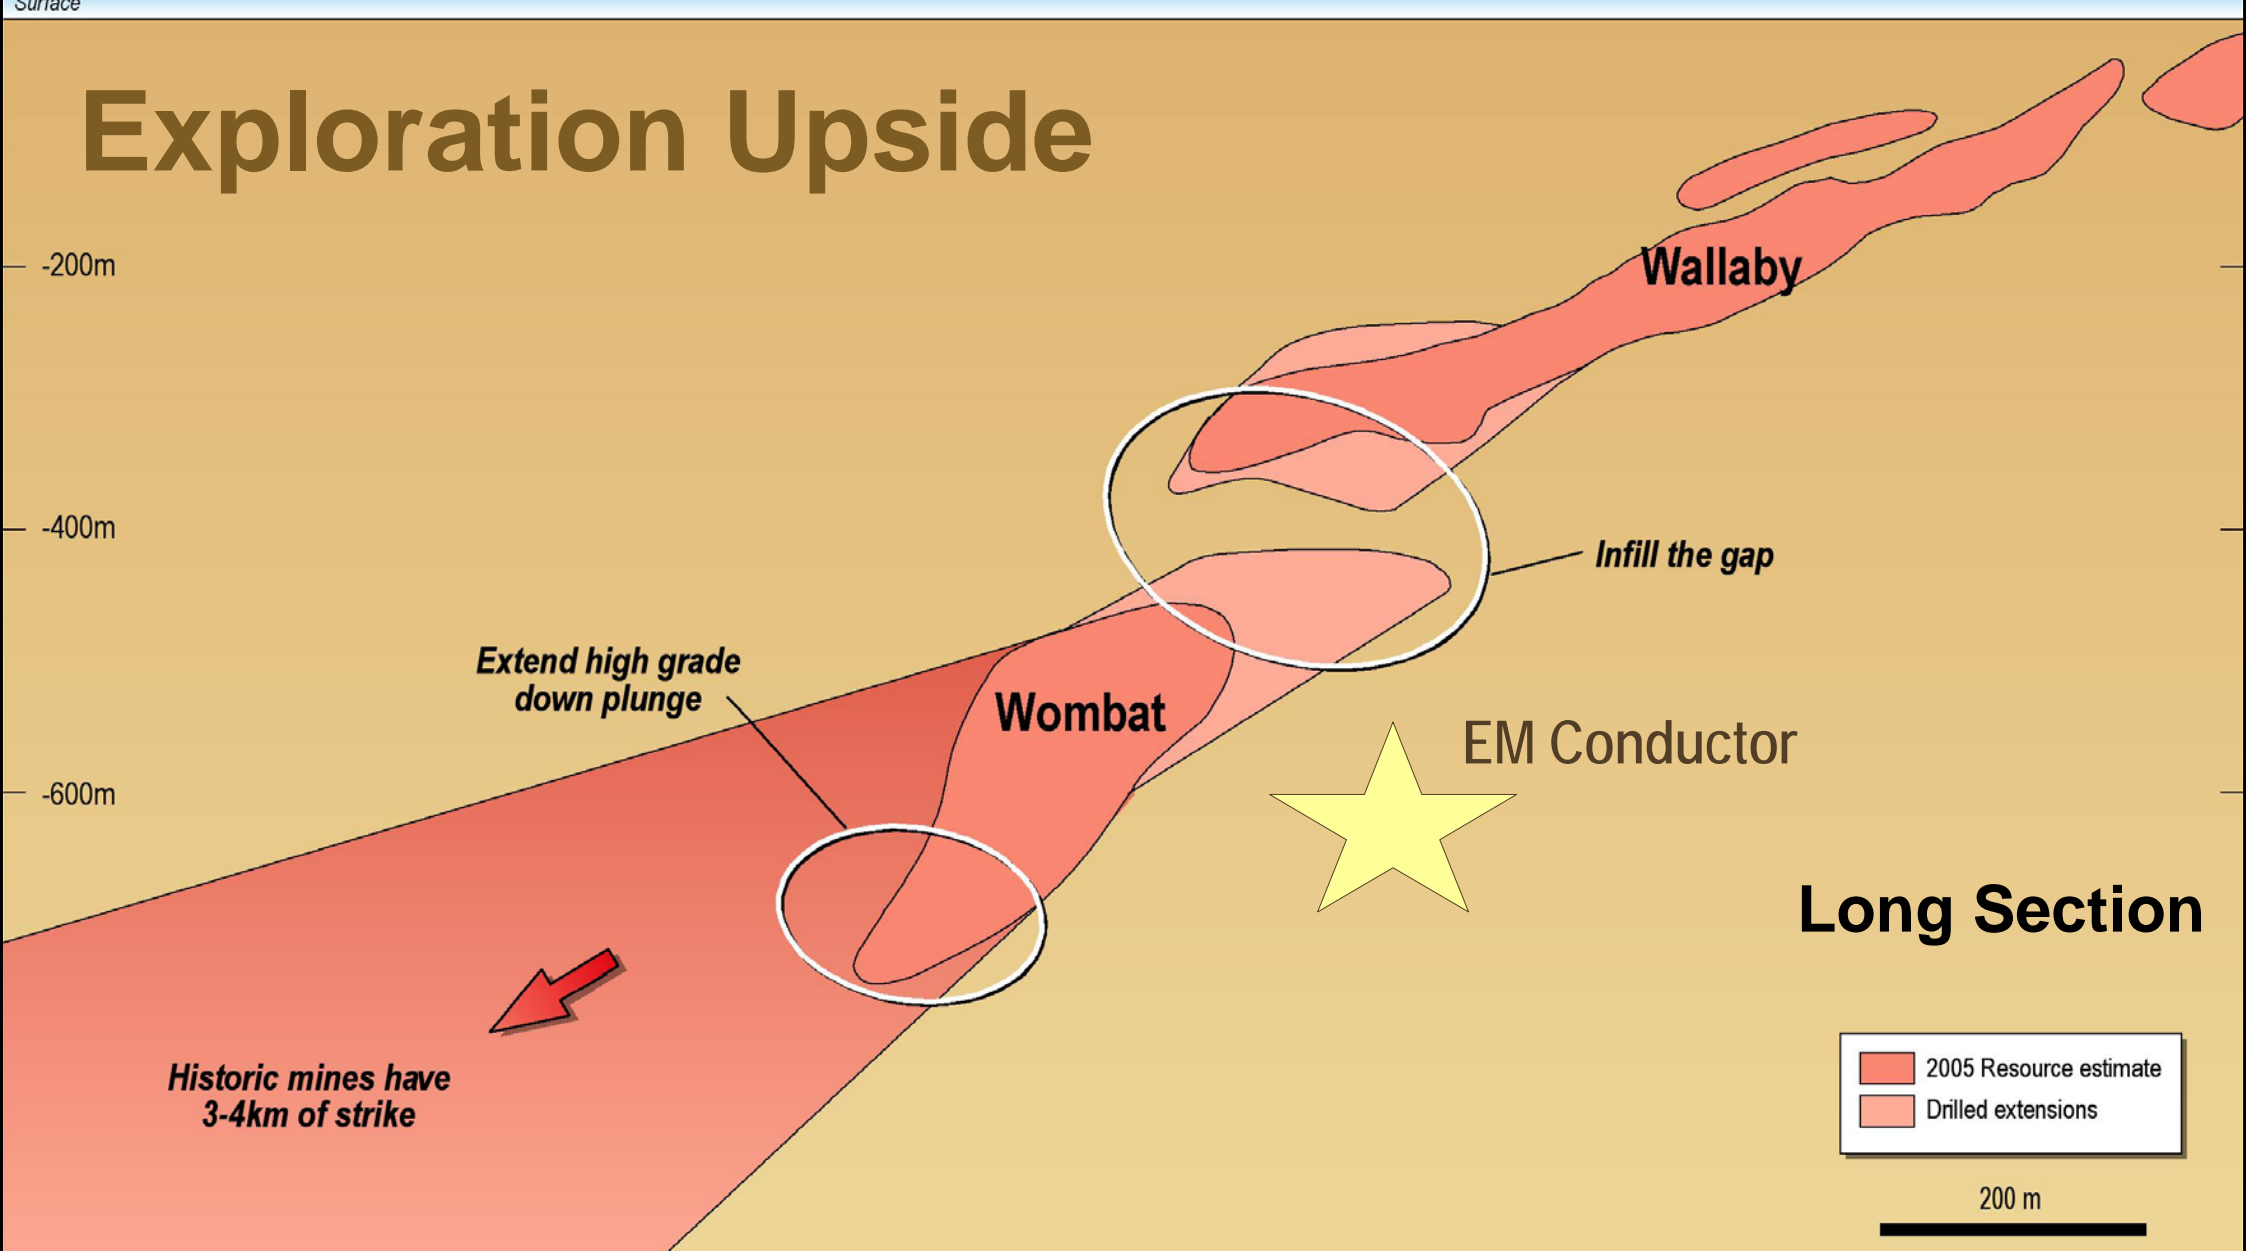 Surface
Exploration Upside
-200m
Wallaby
-400m
Infill the gap
Extend high grade
down plunge
Wombat
EM Conductor
-600m
Long Section
Historic mines have
3-4km of strike
2005 Resource estimate
Drilled extensions
200 m